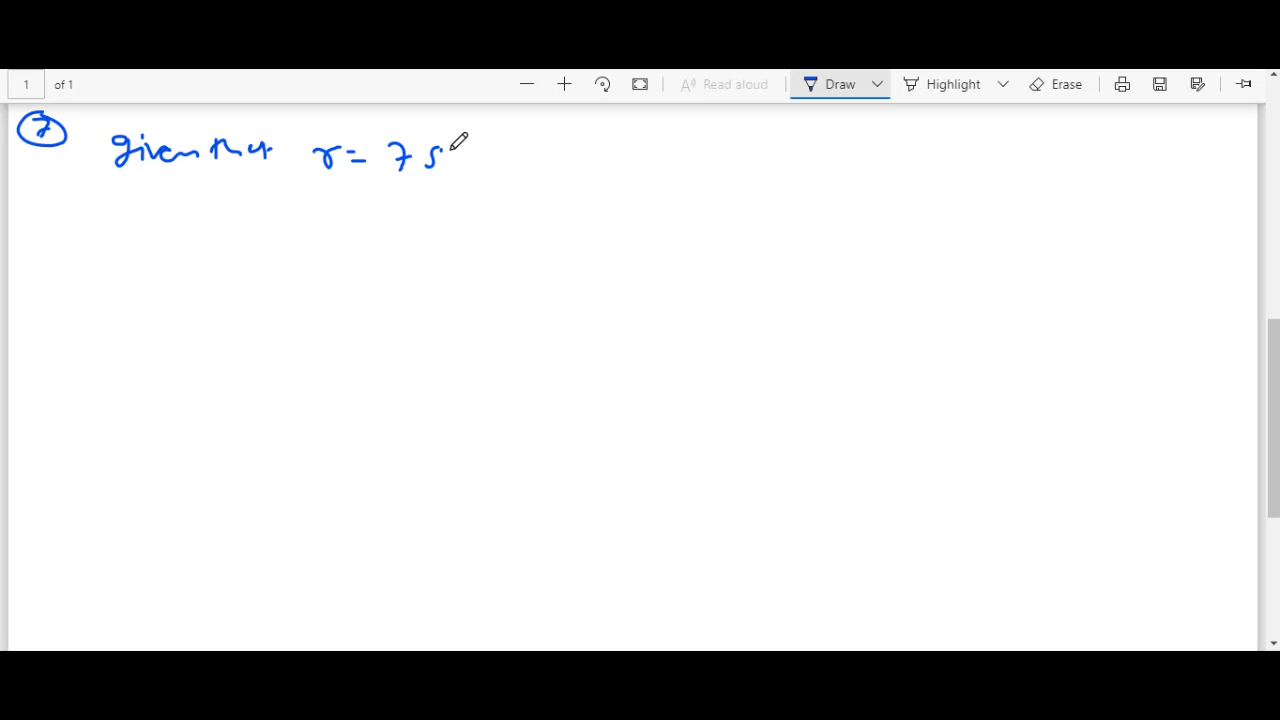 1 of 1 Read aloud Draw Highlight Erase
7
given that r = 7 s